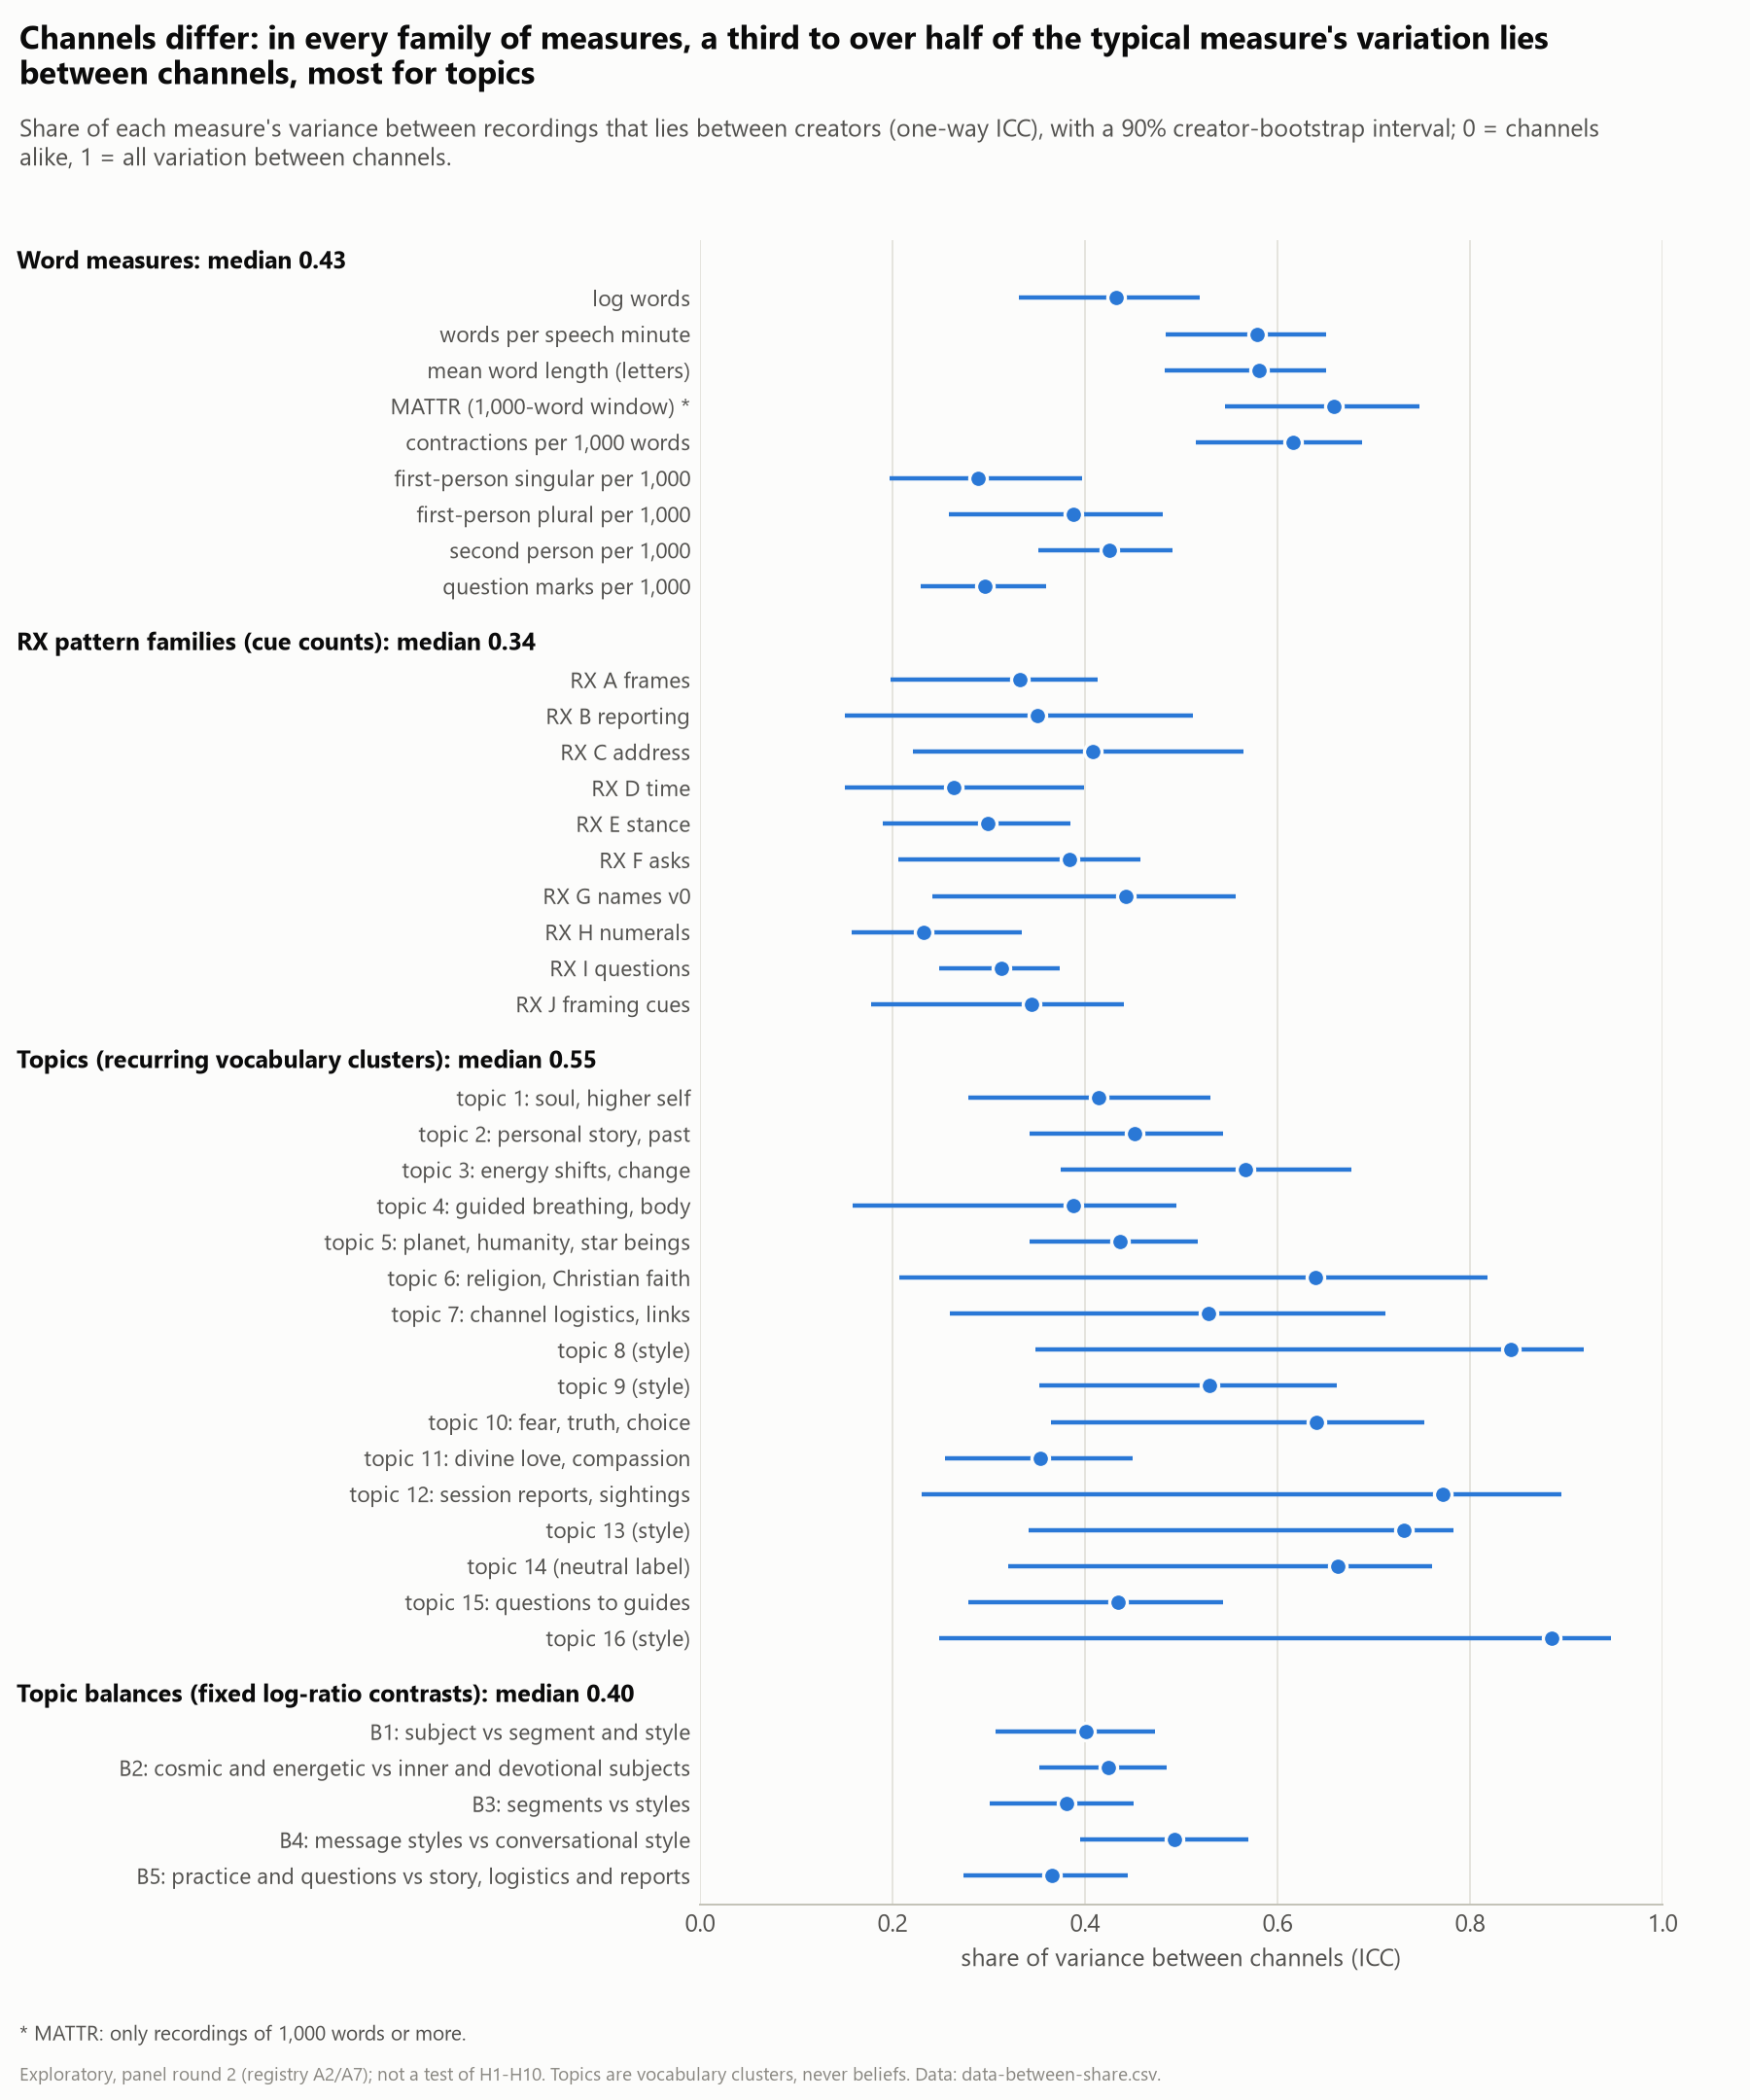 Channels differ: in every family of measures, a third to over half of the typical measure's variation lies
between channels, most for topics
Share of each measure's variance between recordings that lies between creators (one-way ICC), with a 90% creator-bootstrap interval; 0 = channels
alike, 1 = all variation between channels.
Word measures: median 0.43
log words
words per speech minute
mean word length (letters)
MATTR (1,000-word window) *
contractions per 1,000 words
first-person singular per 1,000
first-person plural per 1,000
second person per 1,000
question marks per 1,000
RX pattern families (cue counts): median 0.34
RX A frames
RX B reporting
RX C address
RX D time
RX E stance
RX F asks
RX G names v0
RX H numerals
RX I questions
RX J framing cues
Topics (recurring vocabulary clusters): median 0.55
topic 1: soul, higher self
topic 2: personal story, past
topic 3: energy shifts, change
topic 4: guided breathing, body
topic 5: planet, humanity, star beings
topic 6: religion, Christian faith
topic 7: channel logistics, links
topic 8 (style)
topic 9 (style)
topic 10: fear, truth, choice
topic 11: divine love, compassion
topic 12: session reports, sightings
topic 13 (style)
topic 14 (neutral label)
topic 15: questions to guides
topic 16 (style)
Topic balances (fixed log-ratio contrasts): median 0.40
B1: subject vs segment and style
B2: cosmic and energetic vs inner and devotional subjects
B3: segments vs styles
B4: message styles vs conversational style
B5: practice and questions vs story, logistics and reports
0.0 0.2 0.4 0.6 0.8 1.0
share of variance between channels (ICC)
* MATTR: only recordings of 1,000 words or more.
Exploratory, panel round 2 (registry A2/A7); not a test of H1-H10. Topics are vocabulary clusters, never beliefs. Data: data-between-share.csv.